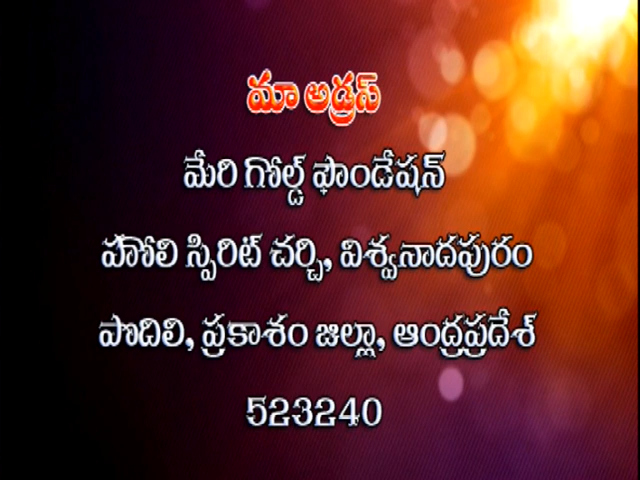 మా అడ్రస్
మేరి గోల్డ్ ఫౌండేషన్
హోలి స్పిరిట్ చర్చి, విశ్వనాదపురం
పొదిలి, ప్రకాశం జిల్లా, ఆంద్రప్రదేశ్
523240